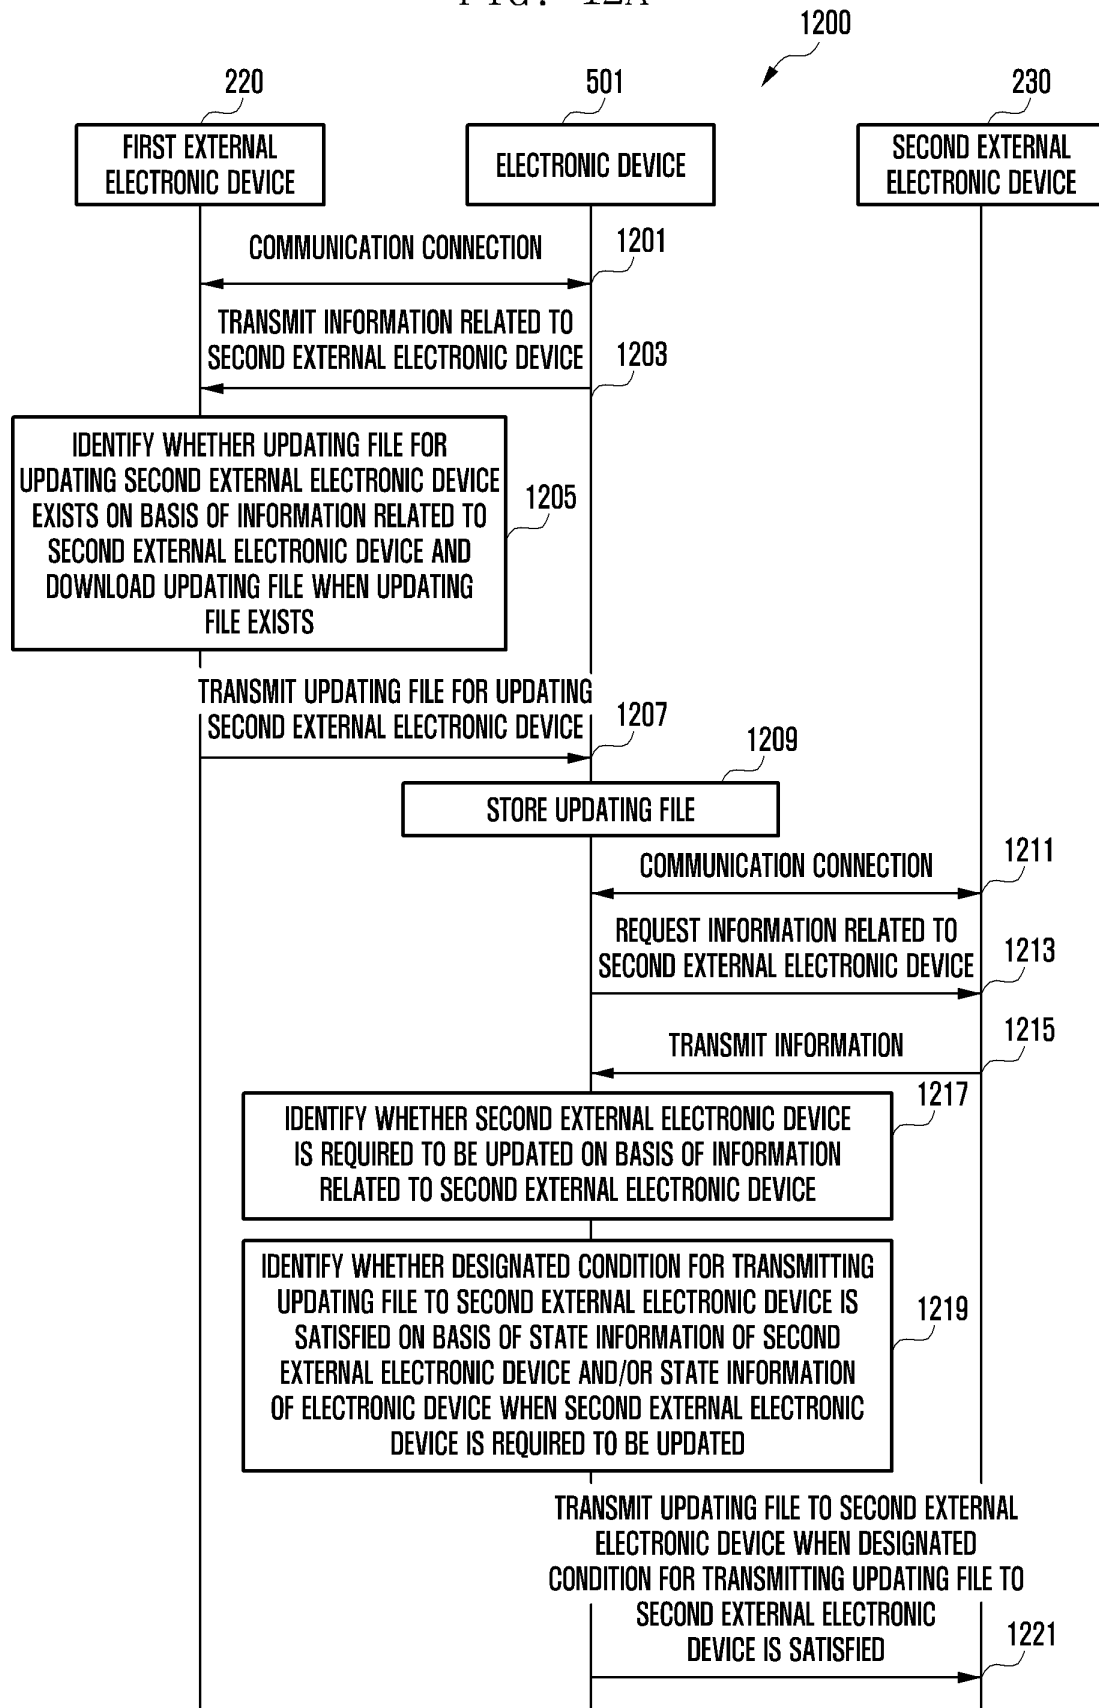 FIG. 12A
1200
220
501
230
FIRST EXTERNAL
ELECTRONIC DEVICE
ELECTRONIC DEVICE
SECOND EXTERNAL
ELECTRONIC DEVICE
COMMUNICATION CONNECTION
1201
TRANSMIT INFORMATION RELATED TO
SECOND EXTERNAL ELECTRONIC DEVICE
1203
IDENTIFY WHETHER UPDATING FILE FOR
UPDATING SECOND EXTERNAL ELECTRONIC DEVICE
EXISTS ON BASIS OF INFORMATION RELATED TO
SECOND EXTERNAL ELECTRONIC DEVICE AND
DOWNLOAD UPDATING FILE WHEN UPDATING
FILE EXISTS
1205
TRANSMIT UPDATING FILE FOR UPDATING
SECOND EXTERNAL ELECTRONIC DEVICE
1207
1209
STORE UPDATING FILE
COMMUNICATION CONNECTION
1211
REQUEST INFORMATION RELATED TO
SECOND EXTERNAL ELECTRONIC DEVICE
1213
TRANSMIT INFORMATION
1215
IDENTIFY WHETHER SECOND EXTERNAL ELECTRONIC DEVICE
IS REQUIRED TO BE UPDATED ON BASIS OF INFORMATION
RELATED TO SECOND EXTERNAL ELECTRONIC DEVICE
1217
IDENTIFY WHETHER DESIGNATED CONDITION FOR TRANSMITTING
UPDATING FILE TO SECOND EXTERNAL ELECTRONIC DEVICE IS
SATISFIED ON BASIS OF STATE INFORMATION OF SECOND
EXTERNAL ELECTRONIC DEVICE AND/OR STATE INFORMATION
OF ELECTRONIC DEVICE WHEN SECOND EXTERNAL ELECTRONIC
DEVICE IS REQUIRED TO BE UPDATED
1219
TRANSMIT UPDATING FILE TO SECOND EXTERNAL
ELECTRONIC DEVICE WHEN DESIGNATED
CONDITION FOR TRANSMITTING UPDATING FILE TO
SECOND EXTERNAL ELECTRONIC
DEVICE IS SATISFIED
1221